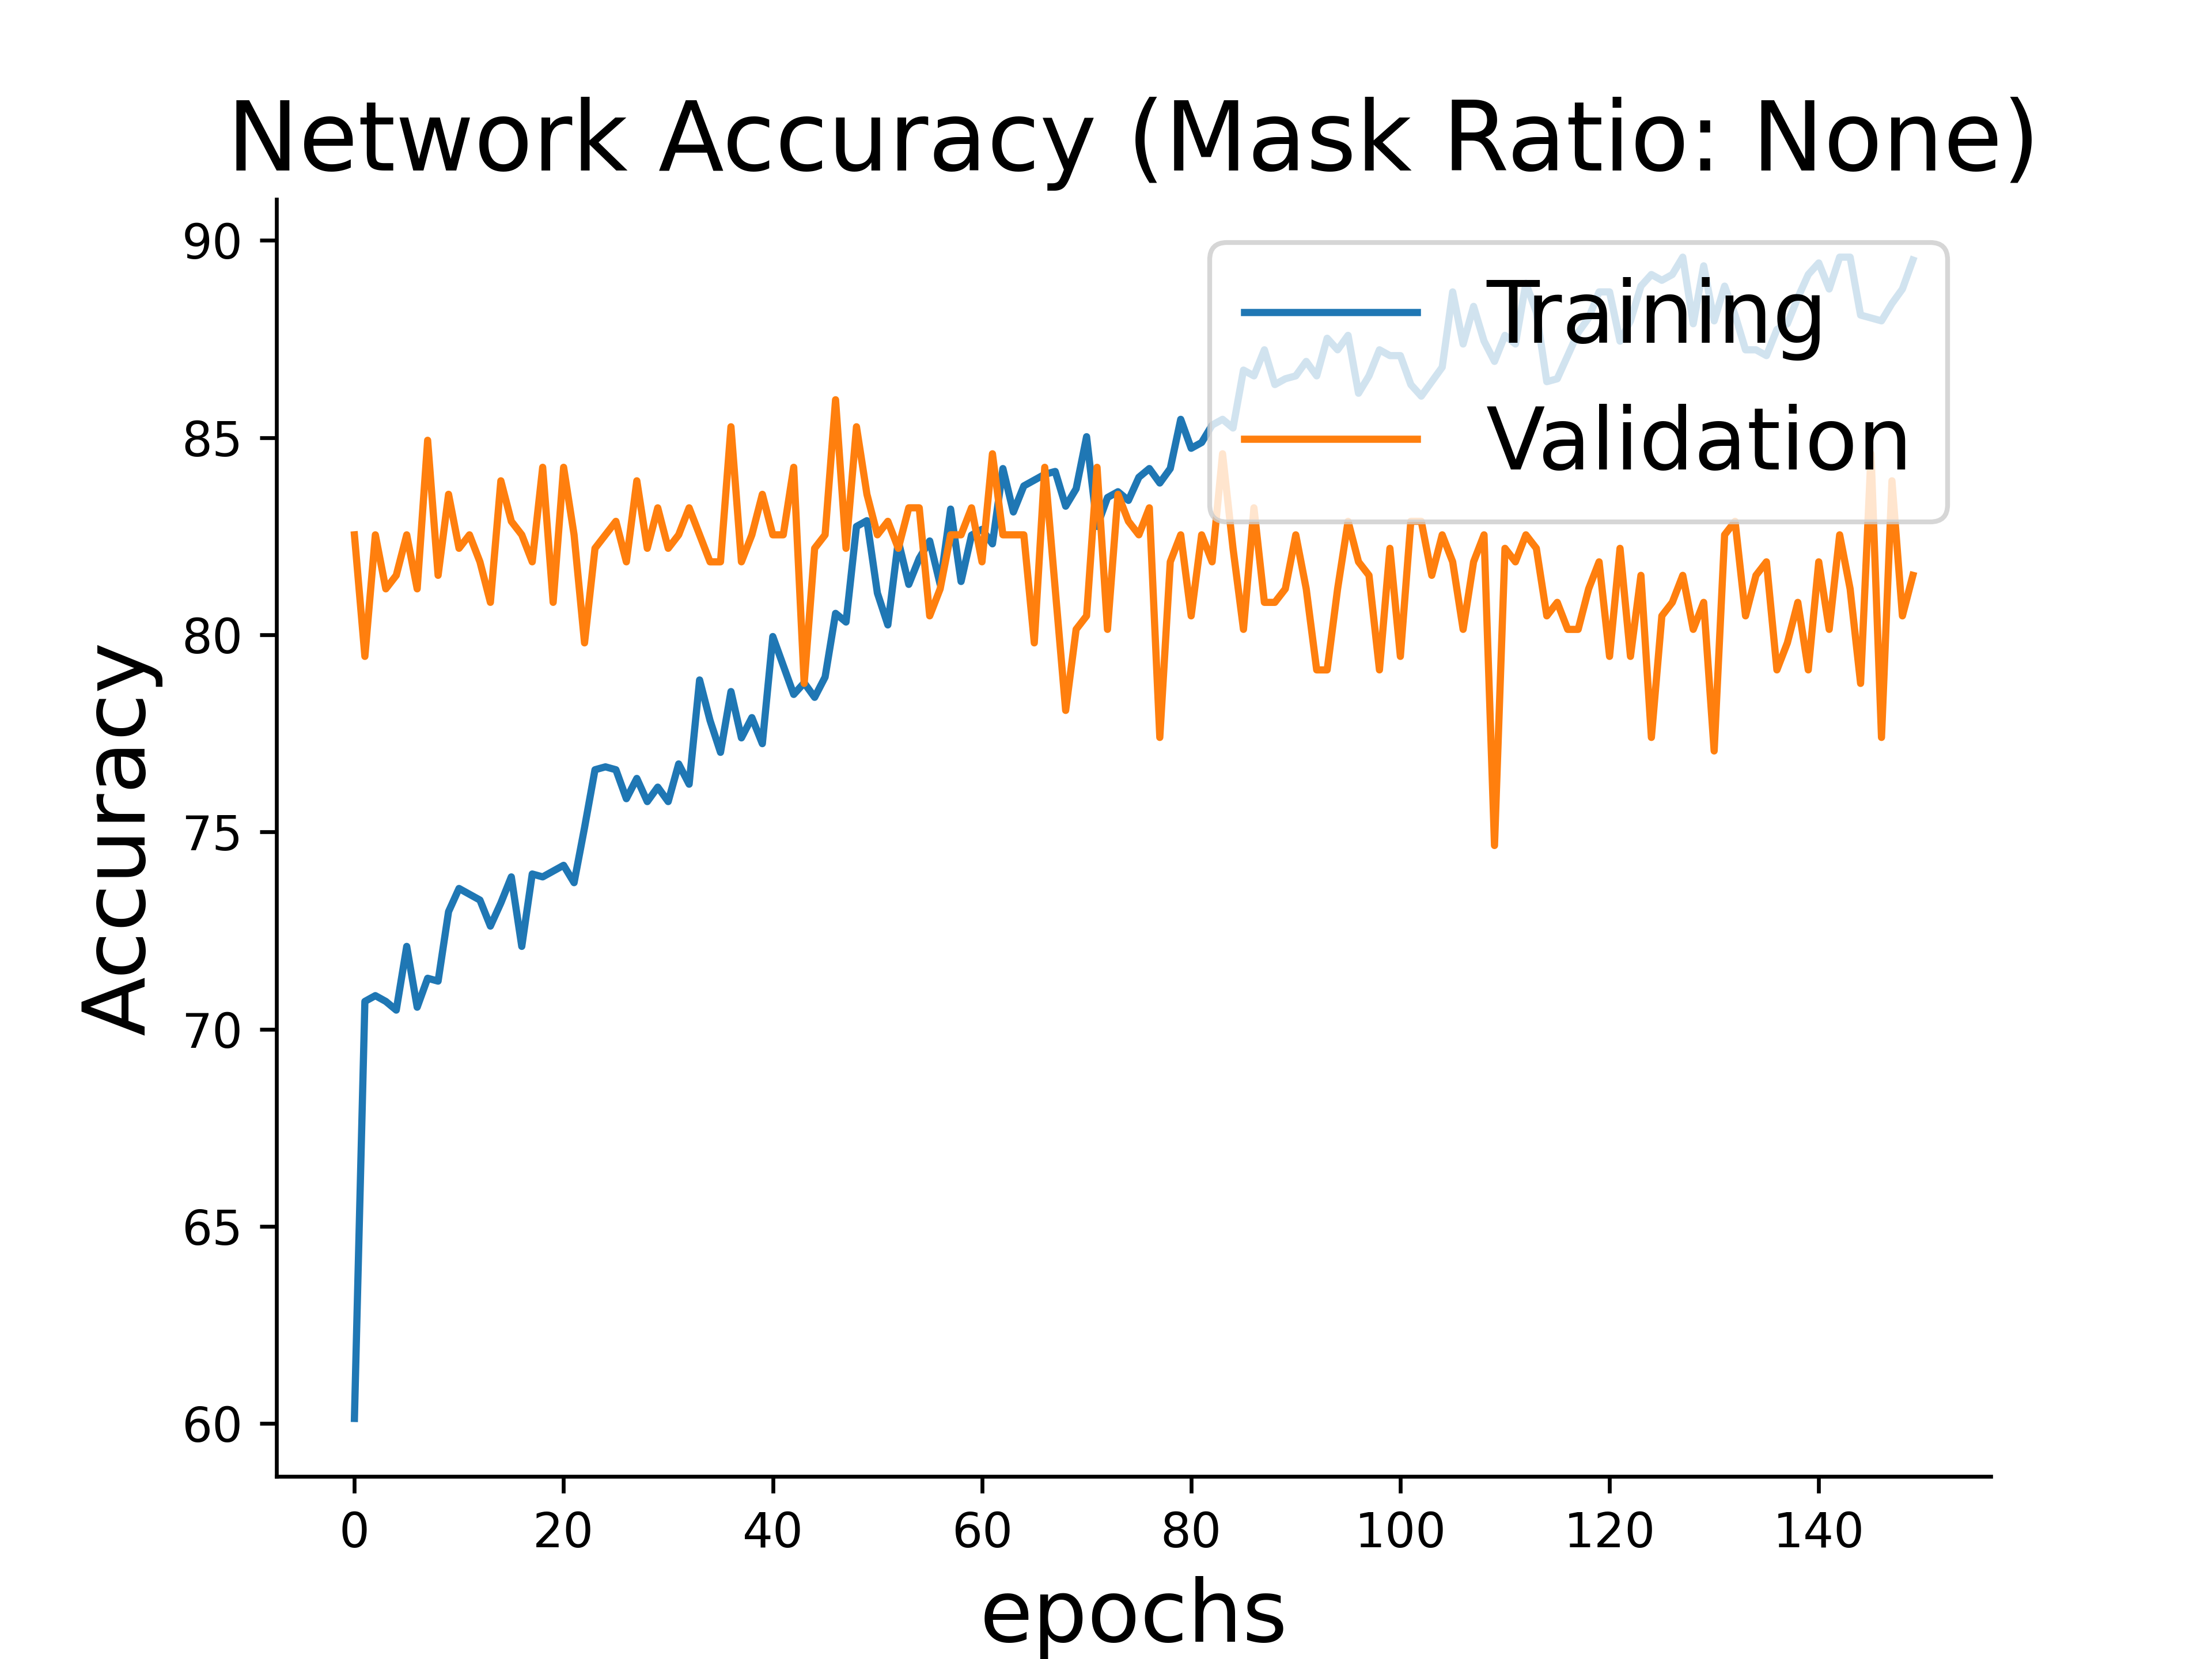 Network Accuracy (Mask Ratio: None)
90
85
80
75
70
65
60
Accuracy
Training
Validation
0 20 40 60 80 100 120 140
epochs